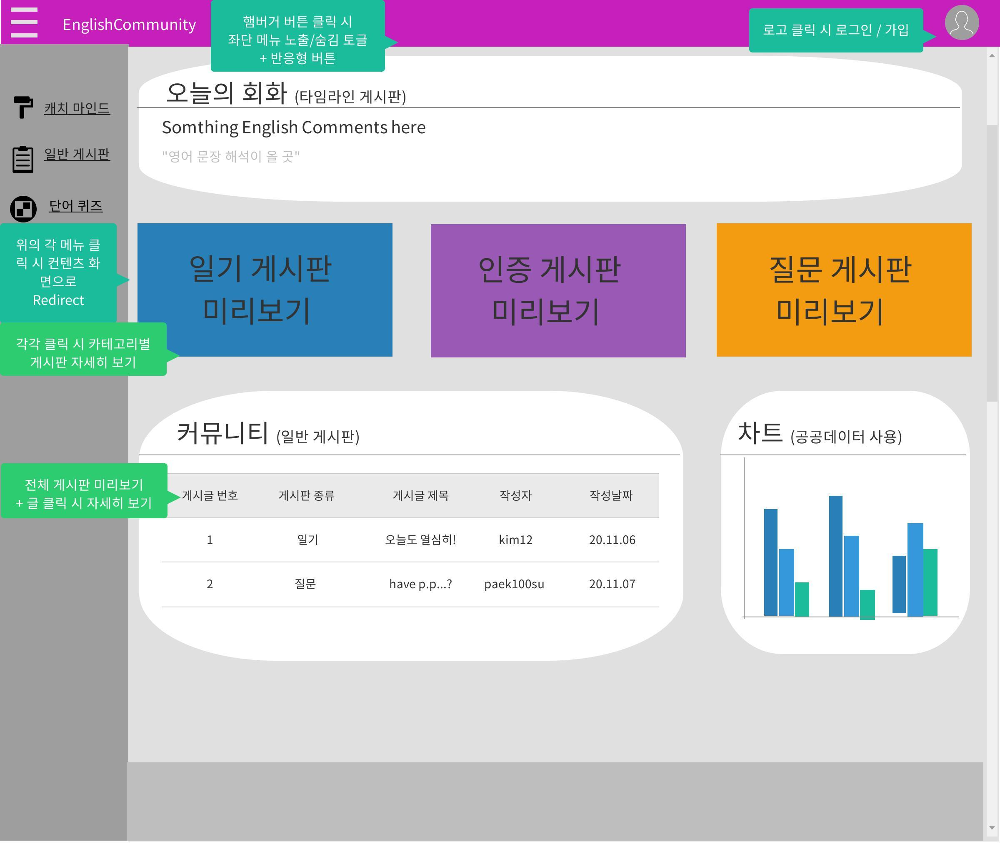 EnglishCommunity
햄버거 버튼 클릭 시
좌단 메뉴 노출/숨김 토글
+ 반응형 버튼
로고 클릭 시 로그인 / 가입
캐치 마인드
일반 게시판
단어 퀴즈
위의 각 메뉴 클
릭 시 컨텐츠 화
면으로
Redirect
오늘의 회화 (타임라인 게시판)
Somthing English Comments here
"영어 문장 해석이 올 곳"
일기 게시판
미리보기
인증 게시판
미리보기
질문 게시판
미리보기
각각 클릭 시 카테고리별
게시판 자세히 보기
커뮤니티 (일반 게시판)
전체 게시판 미리보기
+ 글 클릭 시 자세히 보기
게시글 번호 게시판 종류 게시글 제목 작성자 작성날짜
1 일기 오늘도 열심히! kim12 20.11.06
2 질문 have p.p...? paek100su 20.11.07
차트 (공공데이터 사용)